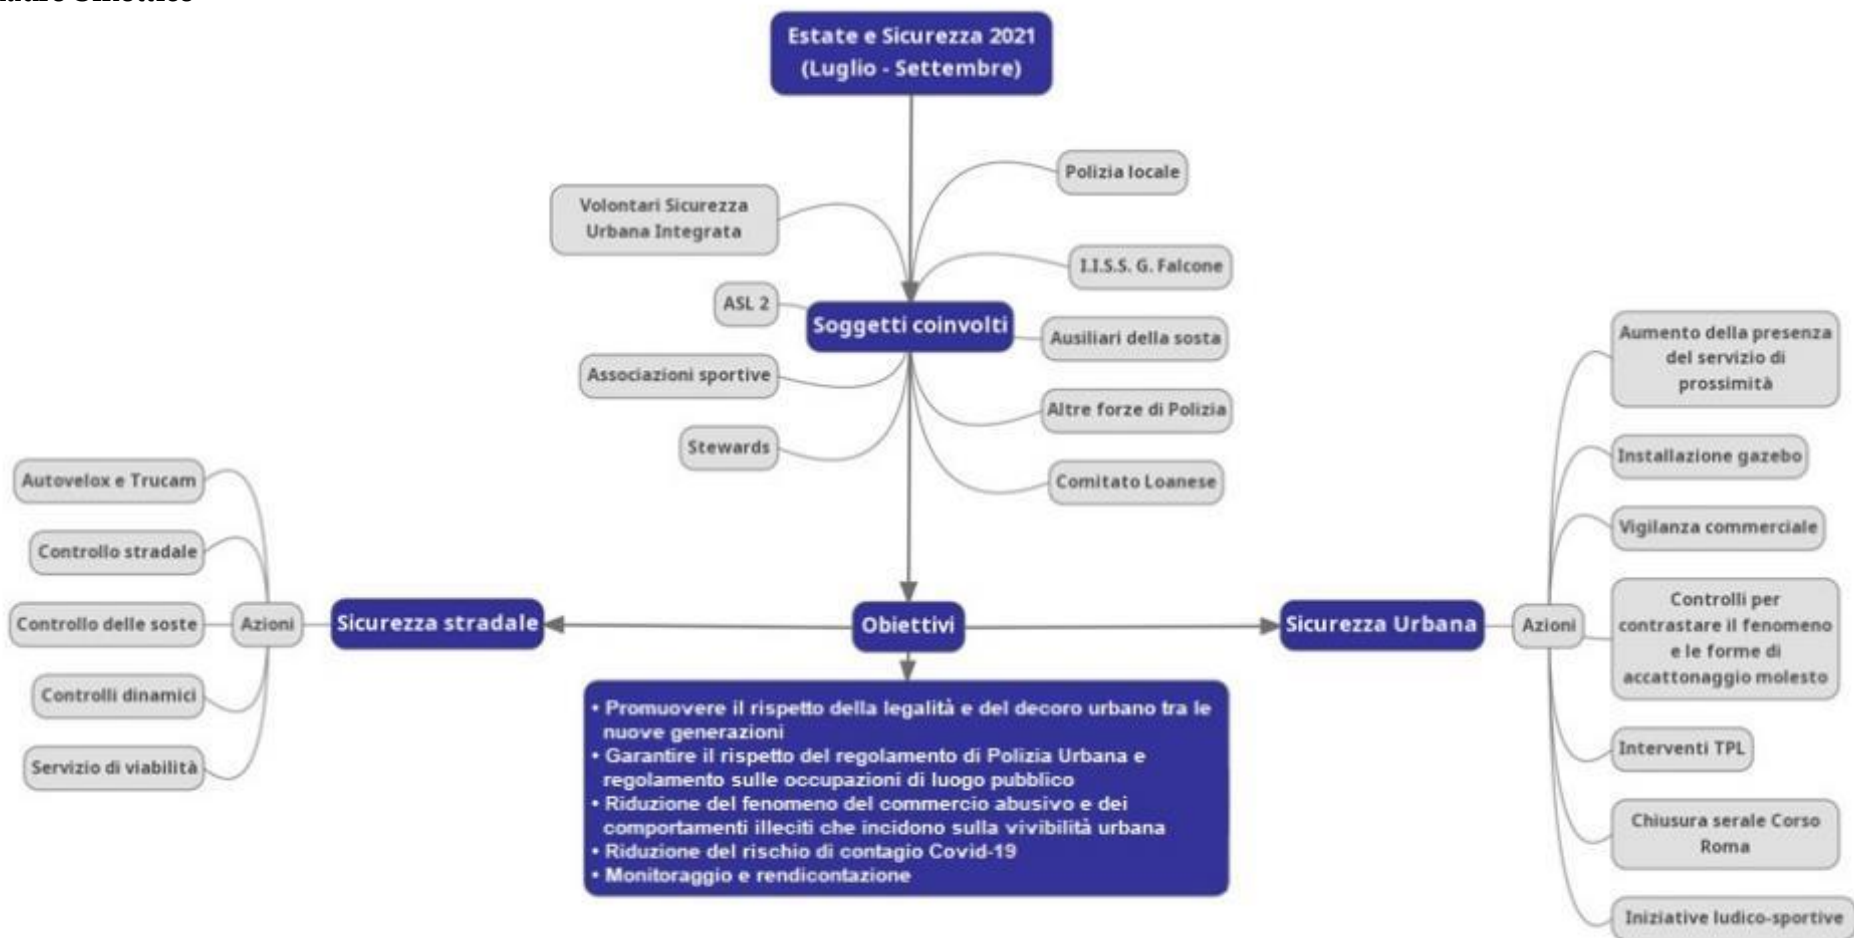 Estate e Sicurezza 2021
(Luglio - Settembre)
Polizia locale
Volontari Sicurezza
Urbana Integrata
I.I.S.S. G. Falcone
ASL 2
Soggetti coinvolti
Ausiliari della sosta
Associazioni sportive
Altre forze di Polizia
Stewards
Comitato Loanese
Autovelox e Trucam
Controllo stradale
Controllo delle soste
Controlli dinamici
Servizio di viabilità
Azioni
Sicurezza stradale
Obiettivi
Sicurezza Urbana
Azioni
Aumento della presenza
del servizio di
prossimità
Installazione gazebo
Vigilanza commerciale
Controlli per
contrastare il fenomeno
e le forme di
accattonaggio molesto
Interventi TPL
Chiusura serale Corso
Roma
Iniziative ludico-sportive
• Promuovere il rispetto della legalità e del decoro urbano tra le
nuove generazioni
• Garantire il rispetto del regolamento di Polizia Urbana e
regolamento sulle occupazioni di luogo pubblico
• Riduzione del fenomeno del commercio abusivo e dei
comportamenti illeciti che incidono sulla vivibilità urbana
• Riduzione del rischio di contagio Covid-19
• Monitoraggio e rendicontazione